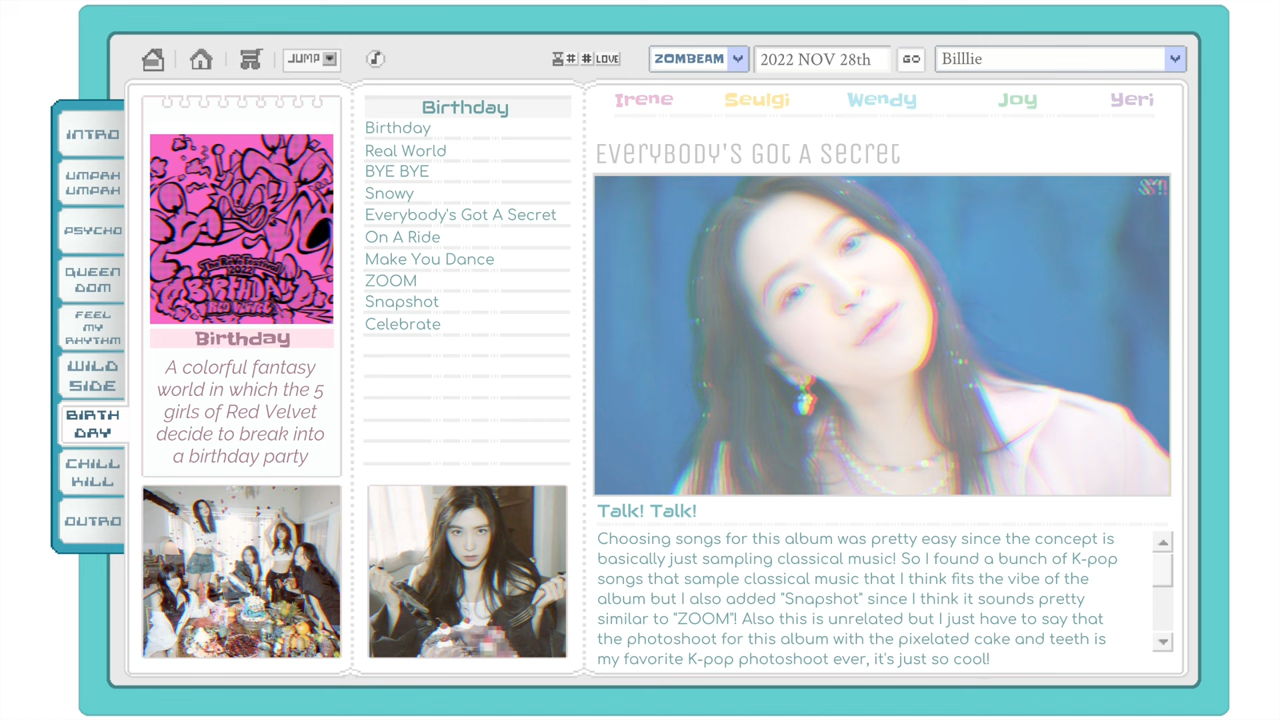 JUMP
# # LOVE
ZOMBEAM
2022 NOV 28th
GO
Billlie
INTRO
UMPAH
UMPAH
PSYCHO
QUEEN
DOM
FEEL
MY
RHYTHM
WILD
SIDE
BIRTH
DAY
CHILL
KILL
OUTRO
The ReVe Festival
2022
BiRTHDAY
RED VELVET
Birthday
A colorful fantasy
world in which the 5
girls of Red Velvet
decide to break into
a birthday party
Birthday
Birthday
Real World
BYE BYE
Snowy
Everybody's Got A Secret
On A Ride
Make You Dance
ZOOM
Snapshot
Celebrate
Irene Seulgi Wendy Joy Yeri
EVERYBODY'S GOT A SECRET
Talk! Talk!
Choosing songs for this album was pretty easy since the concept is
basically just sampling classical music! So I found a bunch of K-pop
songs that sample classical music that I think fits the vibe of the
album but I also added "Snapshot" since I think it sounds pretty
similar to "ZOOM"! Also this is unrelated but I just have to say that
the photoshoot for this album with the pixelated cake and teeth is
my favorite K-pop photoshoot ever, it's just so cool!